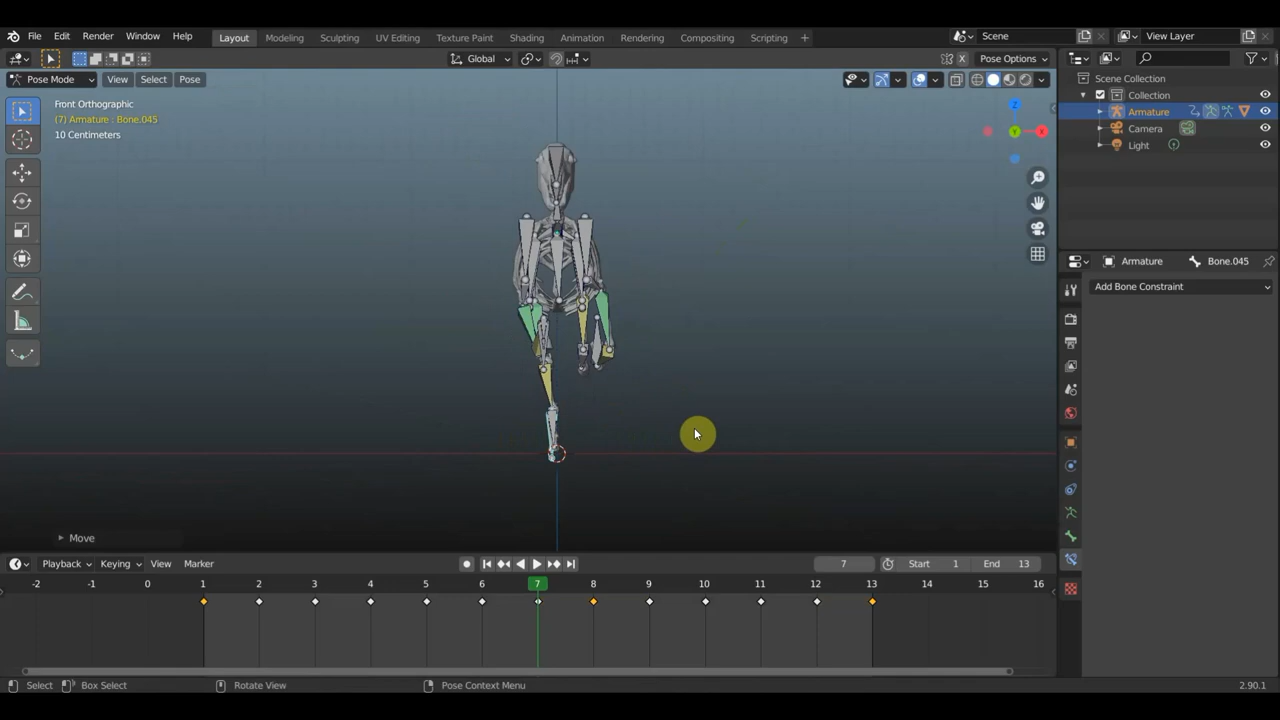 File Edit Render Window Help Layout Modeling Sculpting UV Editing Texture Paint Shading Animation Rendering Compositing Scripting + Scene View Layer
Global Pose Options
Pose Mode View Select Pose
Front Orthographic
(7) Armature : Bone.045
10 Centimeters
Z
Y
X
Scene Collection
Collection
Armature
Camera
Light
Armature Bone.045
Add Bone Constraint
Move
Playback Keying View Marker 7 Start 1 End 13
-2 -1 0 1 2 3 4 5 6 7 8 9 10 11 12 13 14 15 16
Select Box Select Rotate View Pose Context Menu 2.90.1